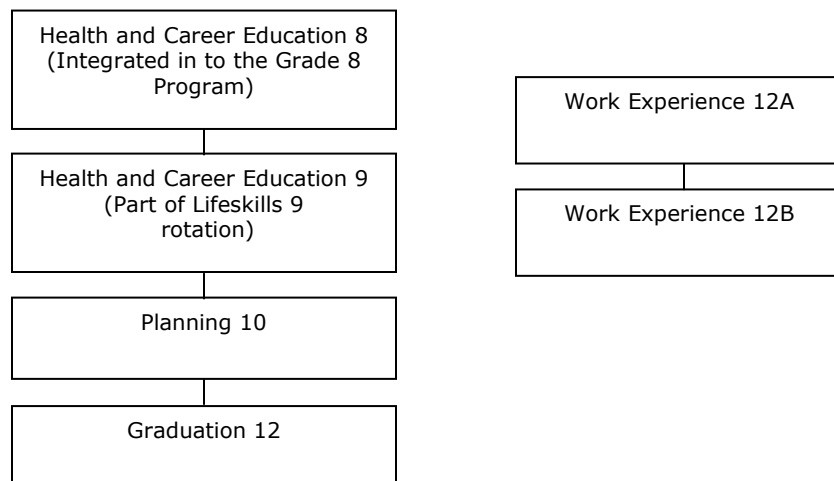 Health and Career Education 8
(Integrated in to the Grade 8
Program)
Health and Career Education 9
(Part of Lifeskills 9
rotation)
Planning 10
Graduation 12
Work Experience 12A
Work Experience 12B